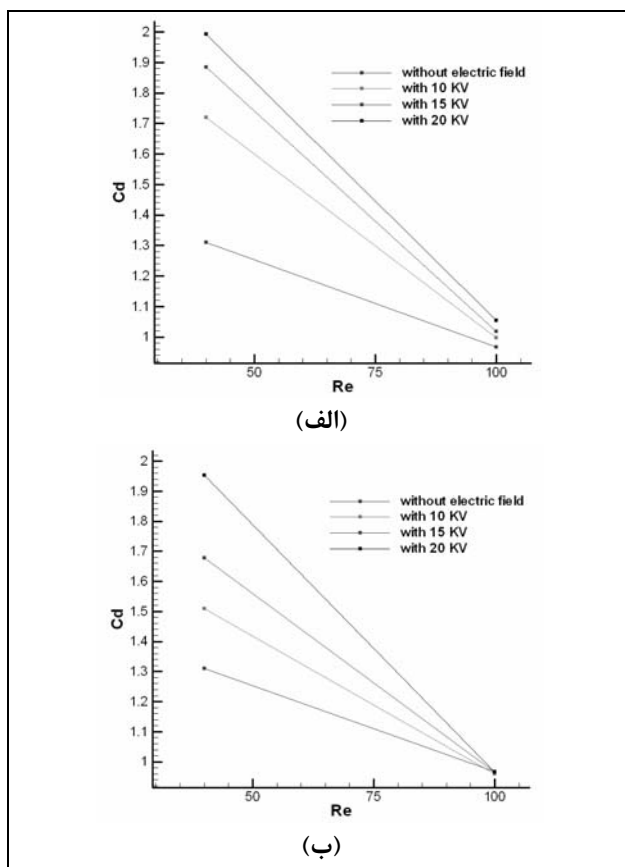 2
1.9
1.8
1.7
1.6
1.5
1.4
1.3
1.2
1.1
1
Cd
without electric field
with 10 KV
with 15 KV
with 20 KV
50 75 100
Re
(الف)
2
1.9
1.8
1.7
1.6
1.5
1.4
1.3
1.2
1.1
1
Cd
without electric field
with 10 KV
with 15 KV
with 20 KV
50 75 100
Re
(ب)